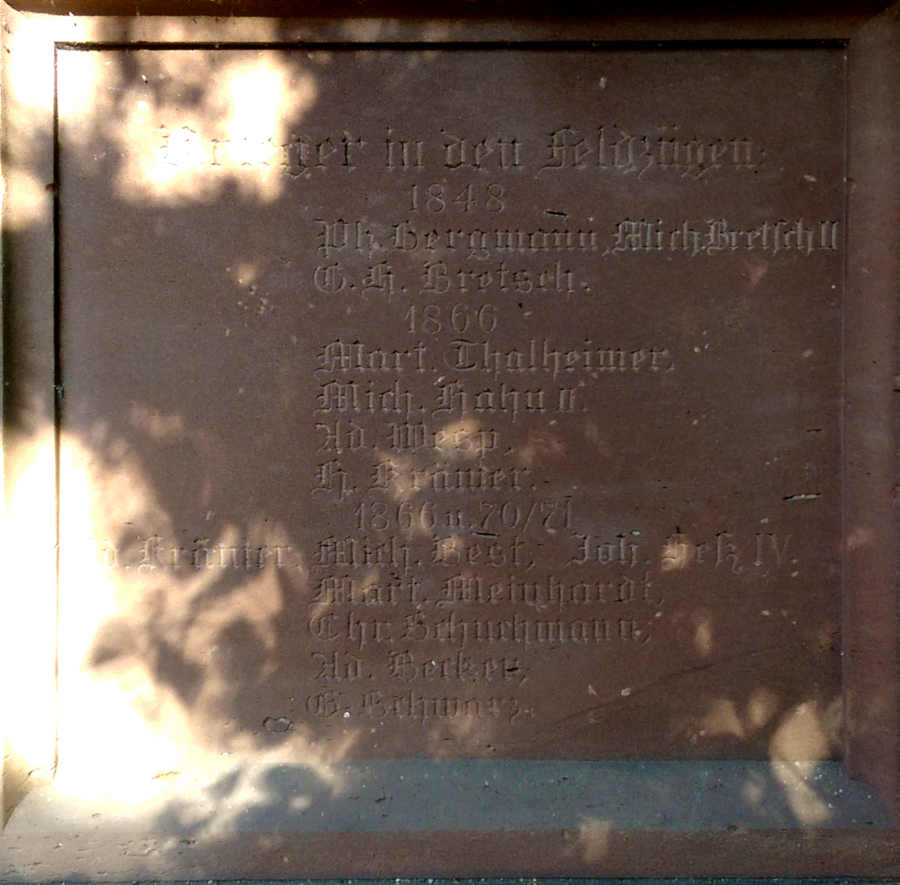 Krieger in den Feldzügen:
1848
Ph. Bergmann, Mich. Bretsch II
G. H. Bretsch.
1866
Mart. Thalheimer,
Mich. Hahn II.
Ad. Wesp,
H. Krämer.
1866 u. 70/71
Krämer, Mich. Best, Joh. Heß IV.
Mart. Meinhardt,
Chr. Schuchmann,
Ad. Becker,
G. Schwarz.